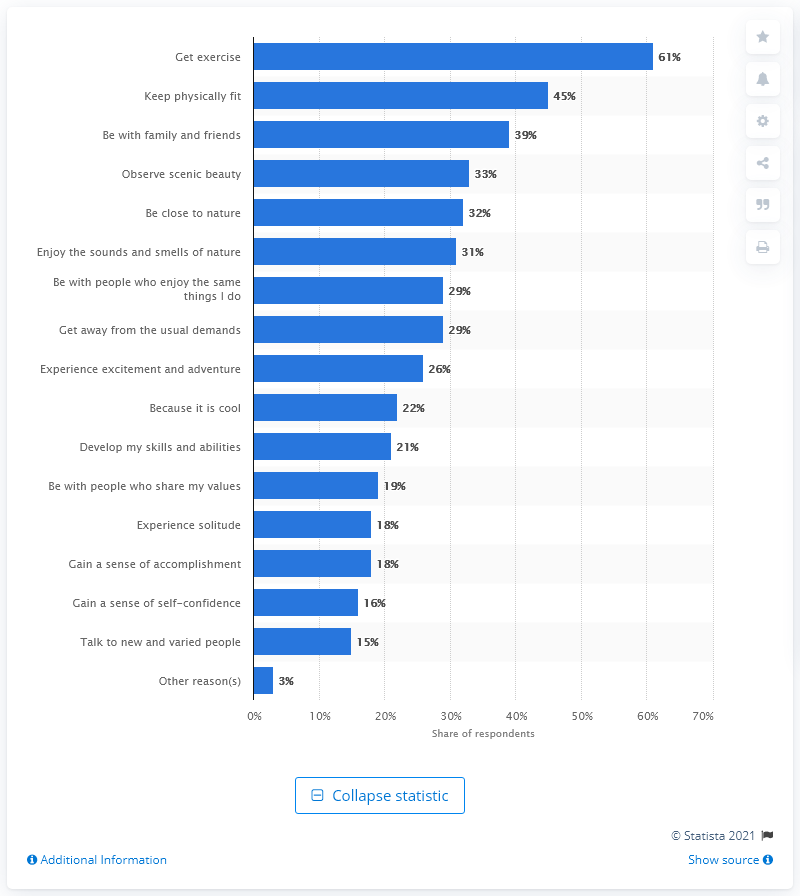 Get exercise 61%
Keep physically fit 45%
Be with family and friends 39%
Observe scenic beauty 33%
Be close to nature 32%
Enjoy the sounds and smells of nature 31%
Be with people who enjoy the same
things I do 29%
Get away from the usual demands 29%
Experience excitement and adventure 26%
Because it is cool 22%
Develop my skills and abilities 21%
Be with people who share my values 19%
Experience solitude 18%
Gain a sense of accomplishment 18%
Gain a sense of self-confidence 16%
Talk to new and varied people 15%
Other reason(s) 3%
0% 10% 20% 30% 40% 50% 60% 70%
Share of respondents
Collapse statistic
© Statista 2021
Additional Information Show source